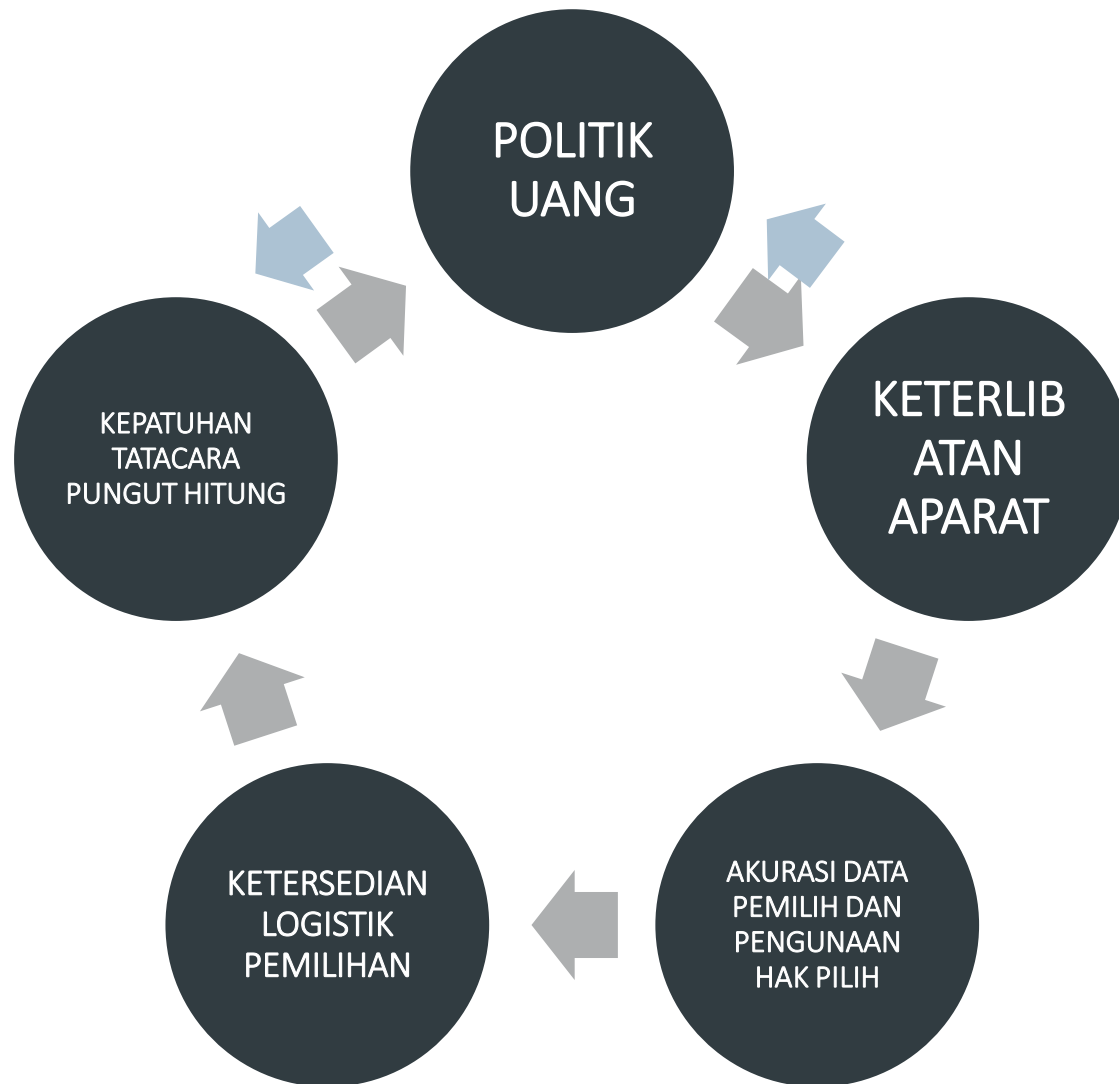 POLITIK
UANG
KETERLIB
ATAN
APARAT
AKURASI DATA
PEMILIH DAN
PENGUNAAN
HAK PILIH
KETERSEDIAN
LOGISTIK
PEMILIHAN
KEPATUHAN
TATACARA
PUNGUT HITUNG